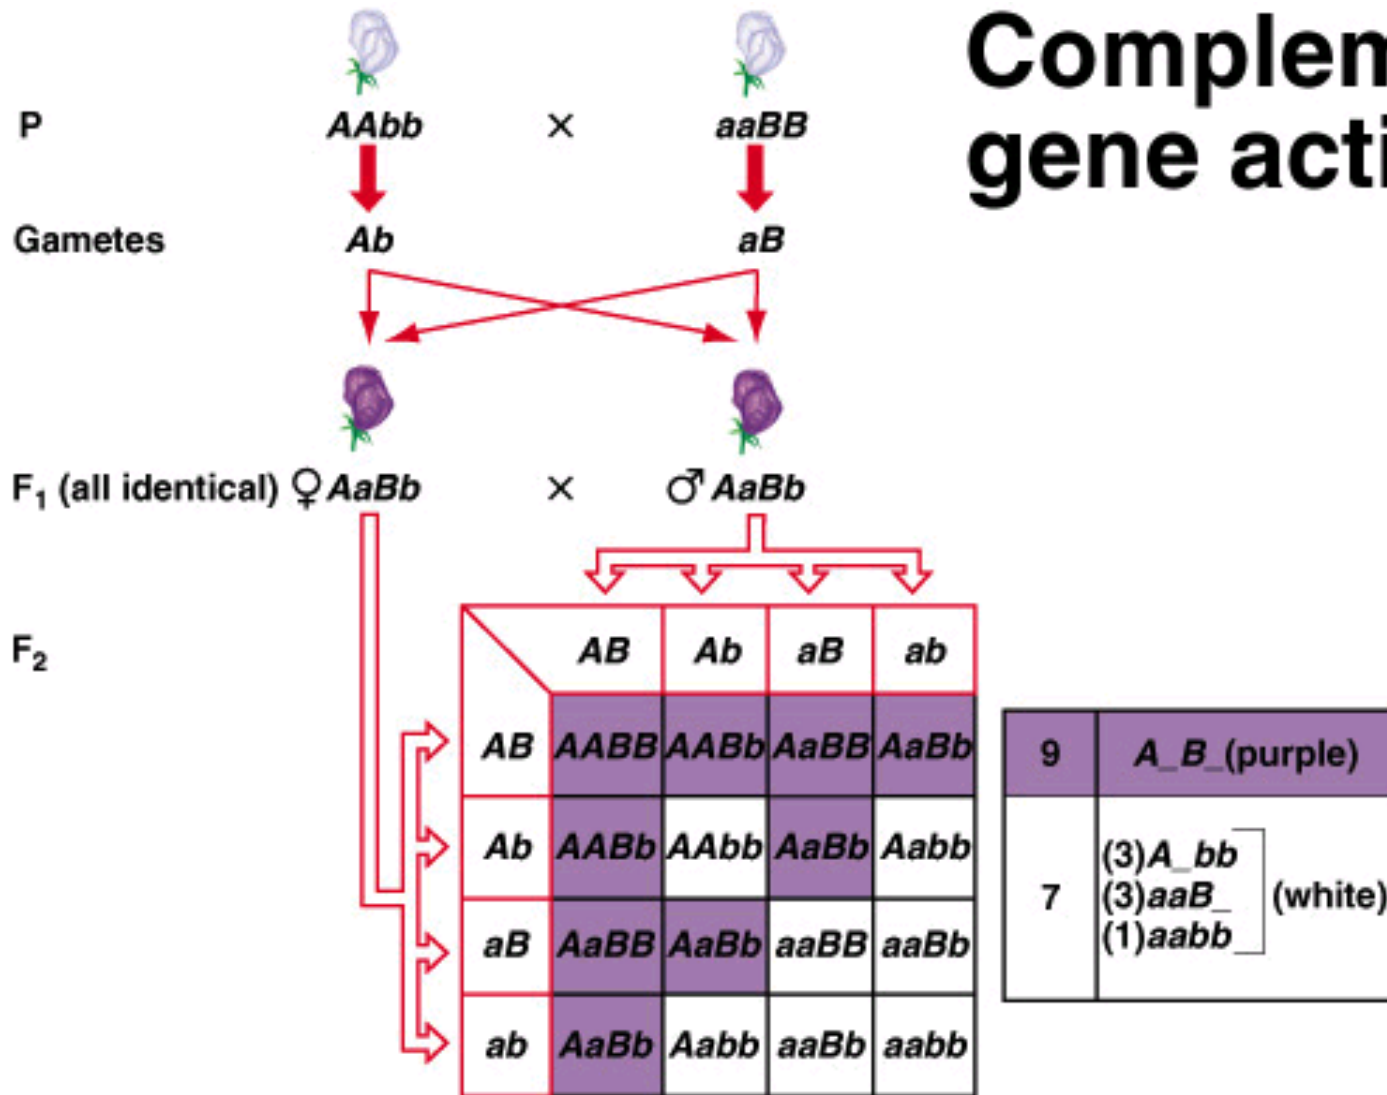 Complem
gene acti
P AAbb × aaBB
Gametes Ab aB
F₁ (all identical) ♀ AaBb × ♂ AaBb
F₂
AB Ab aB ab
AB AABB AABb AaBB AaBb
Ab AABb AAbb AaBb Aabb
aB AaBB AaBb aaBB aaBb
ab AaBb Aabb aaBb aabb
9 A_B_(purple)
7 (3)A_bb
(3)aaB_ (white)
(1)aabb